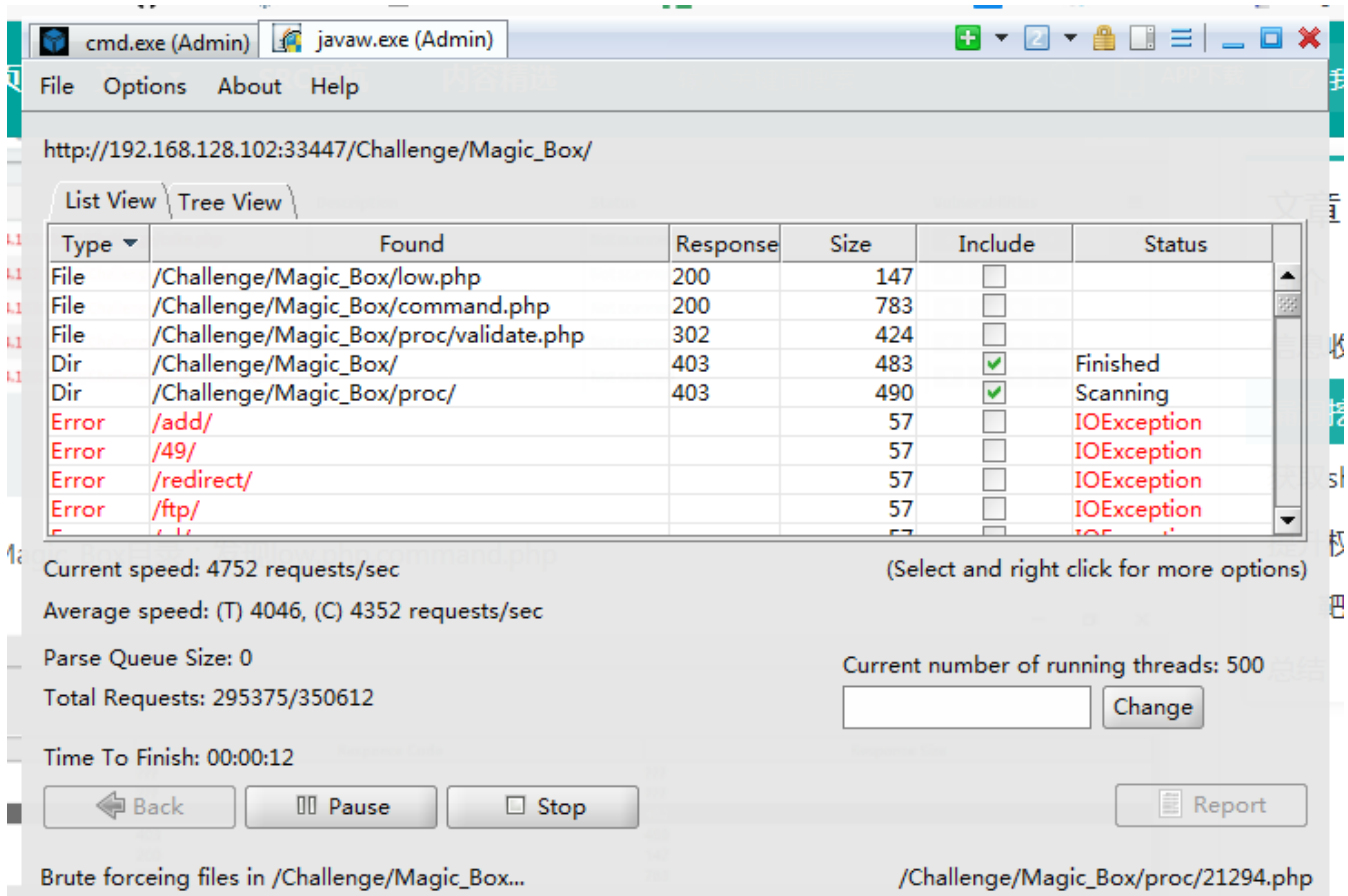 cmd.exe (Admin) javaw.exe (Admin)
File Options About Help
http://192.168.128.102:33447/Challenge/Magic_Box/
List View Tree View
Type Found Response Size Include Status
File /Challenge/Magic_Box/low.php 200 147
File /Challenge/Magic_Box/command.php 200 783
File /Challenge/Magic_Box/proc/validate.php 302 424
Dir /Challenge/Magic_Box/ 403 483 Finished
Dir /Challenge/Magic_Box/proc/ 403 490 Scanning
Error /add/ 57 IOException
Error /49/ 57 IOException
Error /redirect/ 57 IOException
Error /ftp/ 57 IOException
Current speed: 4752 requests/sec (Select and right click for more options)
Average speed: (T) 4046, (C) 4352 requests/sec
Parse Queue Size: 0
Current number of running threads: 500
Total Requests: 295375/350612
Change
Time To Finish: 00:00:12
Back Pause Stop Report
Brute forceing files in /Challenge/Magic_Box... /Challenge/Magic_Box/proc/21294.php